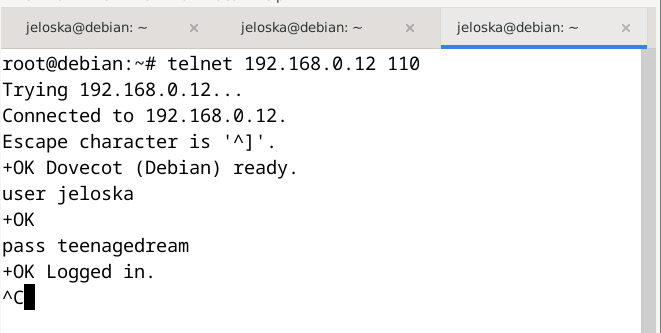 jeloska@debian: ~ × jeloska@debian: ~ × jeloska@debian: ~ ×
root@debian:~# telnet 192.168.0.12 110
Trying 192.168.0.12...
Connected to 192.168.0.12.
Escape character is '^]'.
+OK Dovecot (Debian) ready.
user jeloska
+OK
pass teenagedream
+OK Logged in.
^C